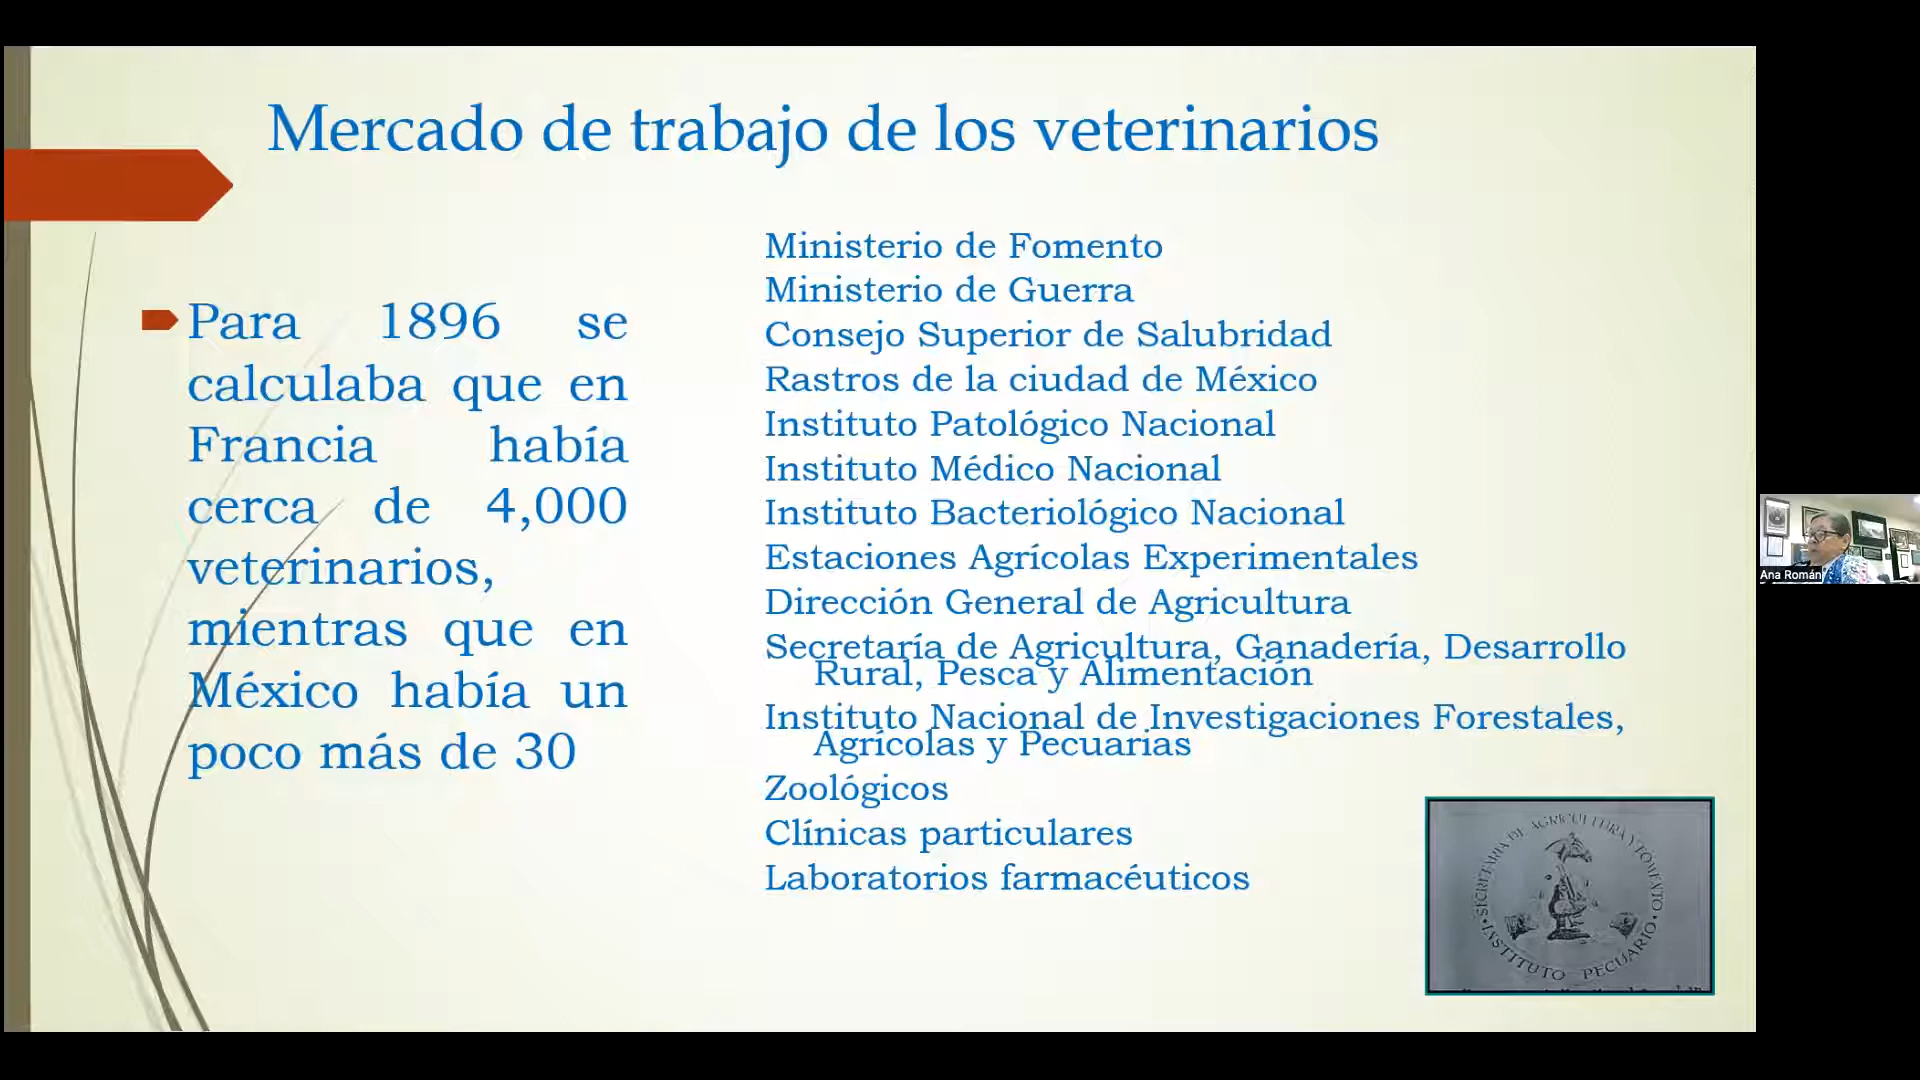 Mercado de trabajo de los veterinarios
Para 1896 se
calculaba que en
Francia había
cerca de 4,000
veterinarios,
mientras que en
México había un
poco más de 30
Ministerio de Fomento
Ministerio de Guerra
Consejo Superior de Salubridad
Rastros de la ciudad de México
Instituto Patológico Nacional
Instituto Médico Nacional
Instituto Bacteriológico Nacional
Estaciones Agrícolas Experimentales
Dirección General de Agricultura
Secretaría de Agricultura, Ganadería, Desarrollo
Rural, Pesca y Alimentación
Instituto Nacional de Investigaciones Forestales,
Agrícolas y Pecuarias
Zoológicos
Clínicas particulares
Laboratorios farmacéuticos
SECRETARIA DE AGRICULTURA Y FOMENTO
INSTITUTO PECUARIO
Ana Román